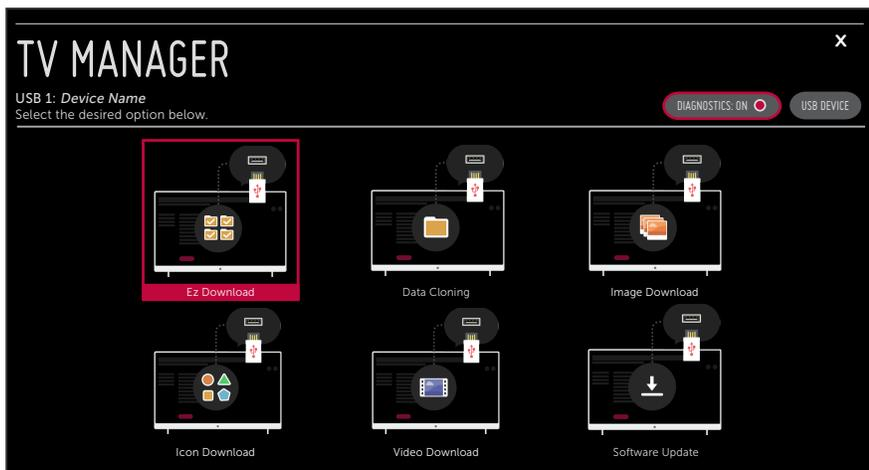 X
TV MANAGER
USB 1: Device Name
Select the desired option below.
DIAGNOSTICS: ON
USB DEVICE
Ez Download
Data Cloning
Image Download
Icon Download
Video Download
Software Update